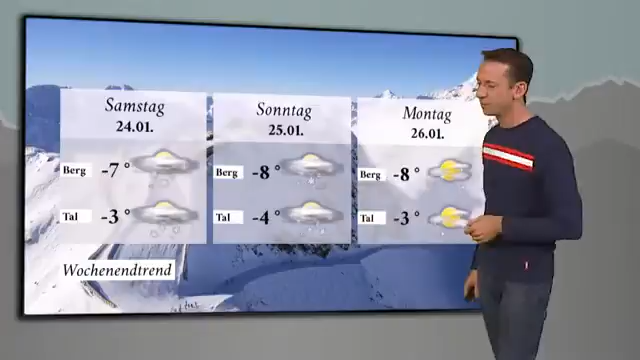 Samstag
24.01.
Berg -7°
Tal -3°
Sonntag
25.01.
Berg -8°
Tal -4°
Montag
26.01.
Berg -8°
Tal -3°
Wochenendtrend